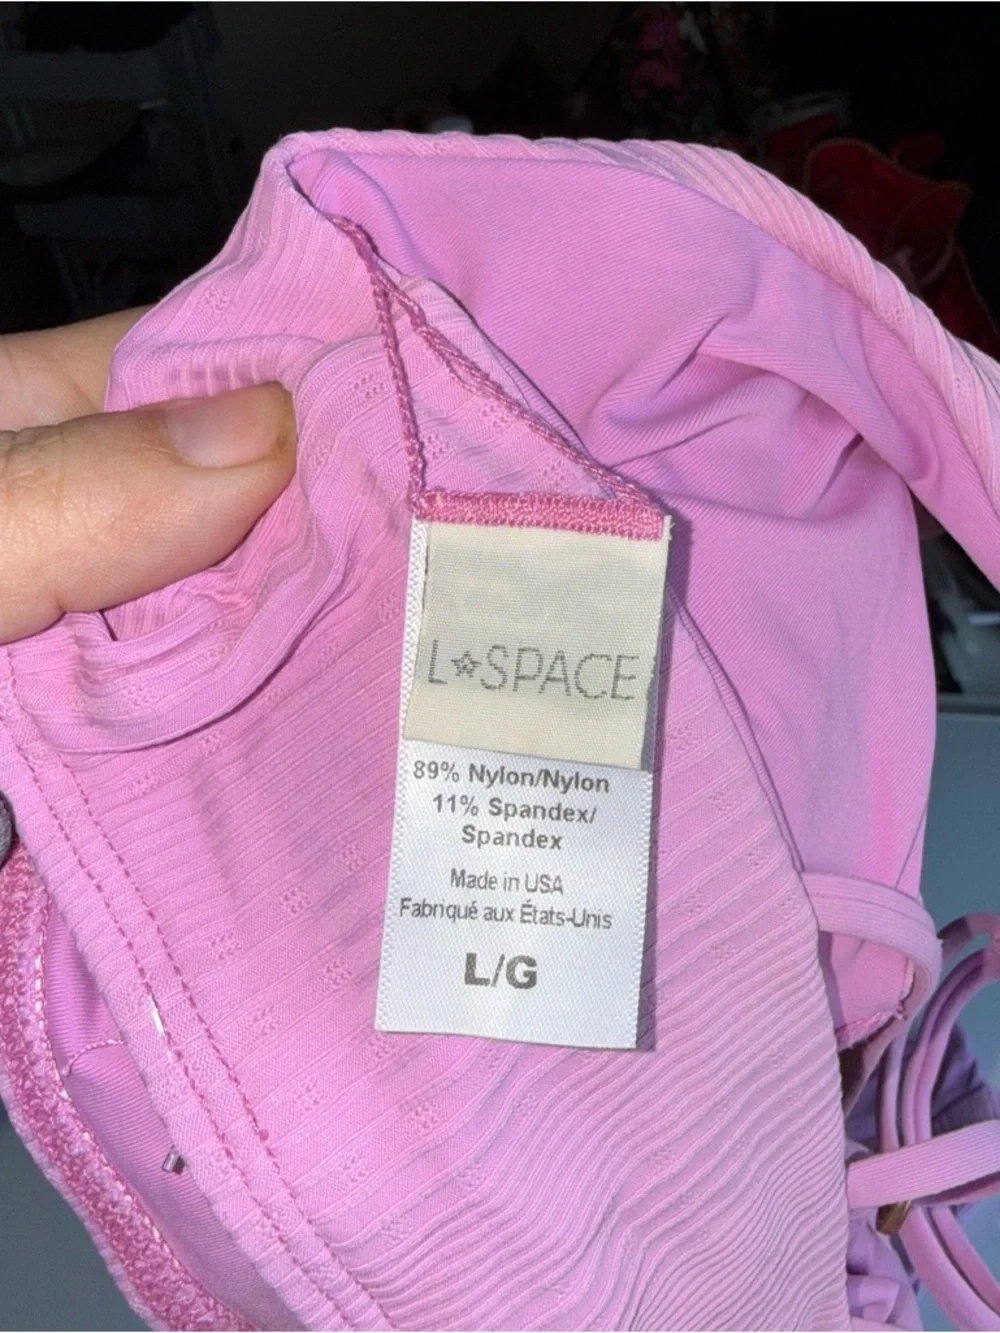 L☆SPACE
89% Nylon/Nylon
11% Spandex/
Spandex
Made in USA
Fabriqué aux États-Unis
L/G